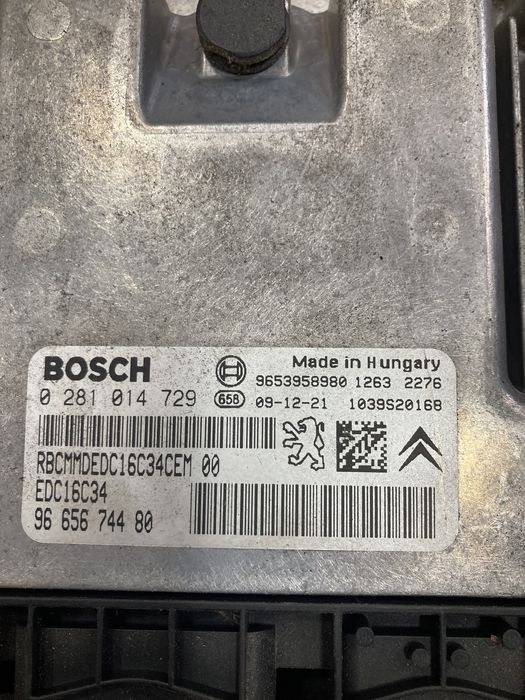 BOSCH
Made in Hungary
9653958980 1263 2276
0 281 014 729
658 09-12-21 1039S20168
RBCMMDEDC16C34CEM 00
EDC16C34
96 656 744 80